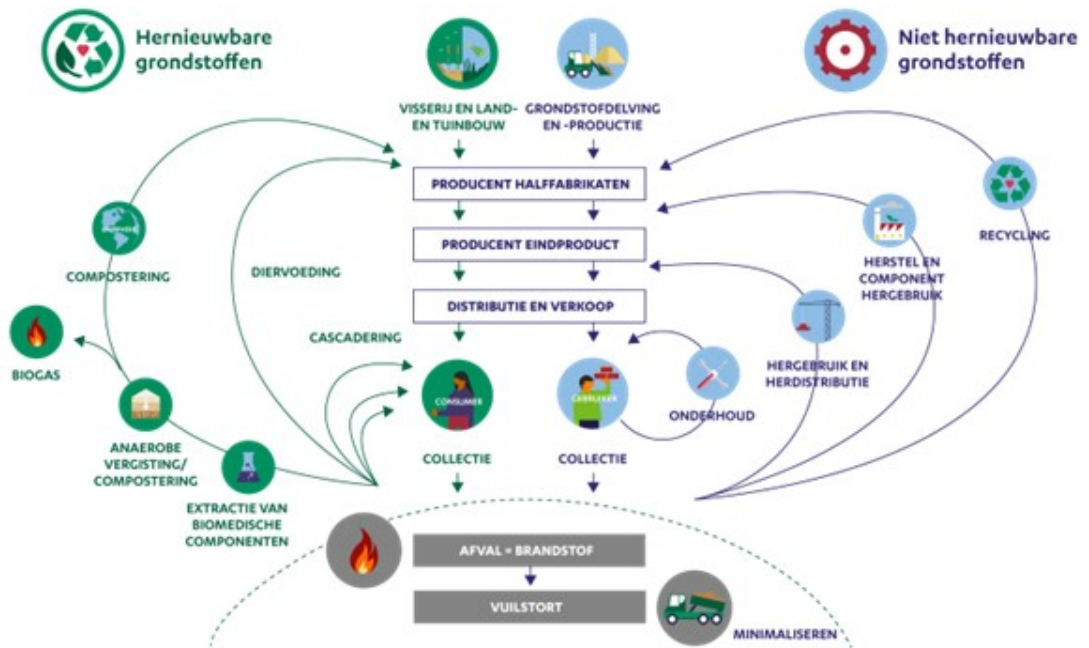 Hernieuwbare
grondstoffen
Niet hernieuwbare
grondstoffen
VISSERIJ EN LAND-
EN TUINBOUW
GRONDSTOFDELVING
EN -PRODUCTIE
PRODUCENT HALFFABRIKATEN
PRODUCENT EINDPRODUCT
DISTRIBUTIE EN VERKOOP
COMPOSTERING
DIERVOEDING
CASCADERING
BIOGAS
ANAEROBE
VERGISTING/
COMPOSTERING
EXTRACTIE VAN
BIOMEDISCHE
COMPONENTEN
CONSUMER
GEBRUIKER
RECYCLING
HERSTEL EN
COMPONENT
HERGEBRUIK
HERGEBRUIK EN
HERDISTRIBUTIE
ONDERHOUD
COLLECTIE
COLLECTIE
AFVAL = BRANDSTOF
VUILSTORT
MINIMALISEREN